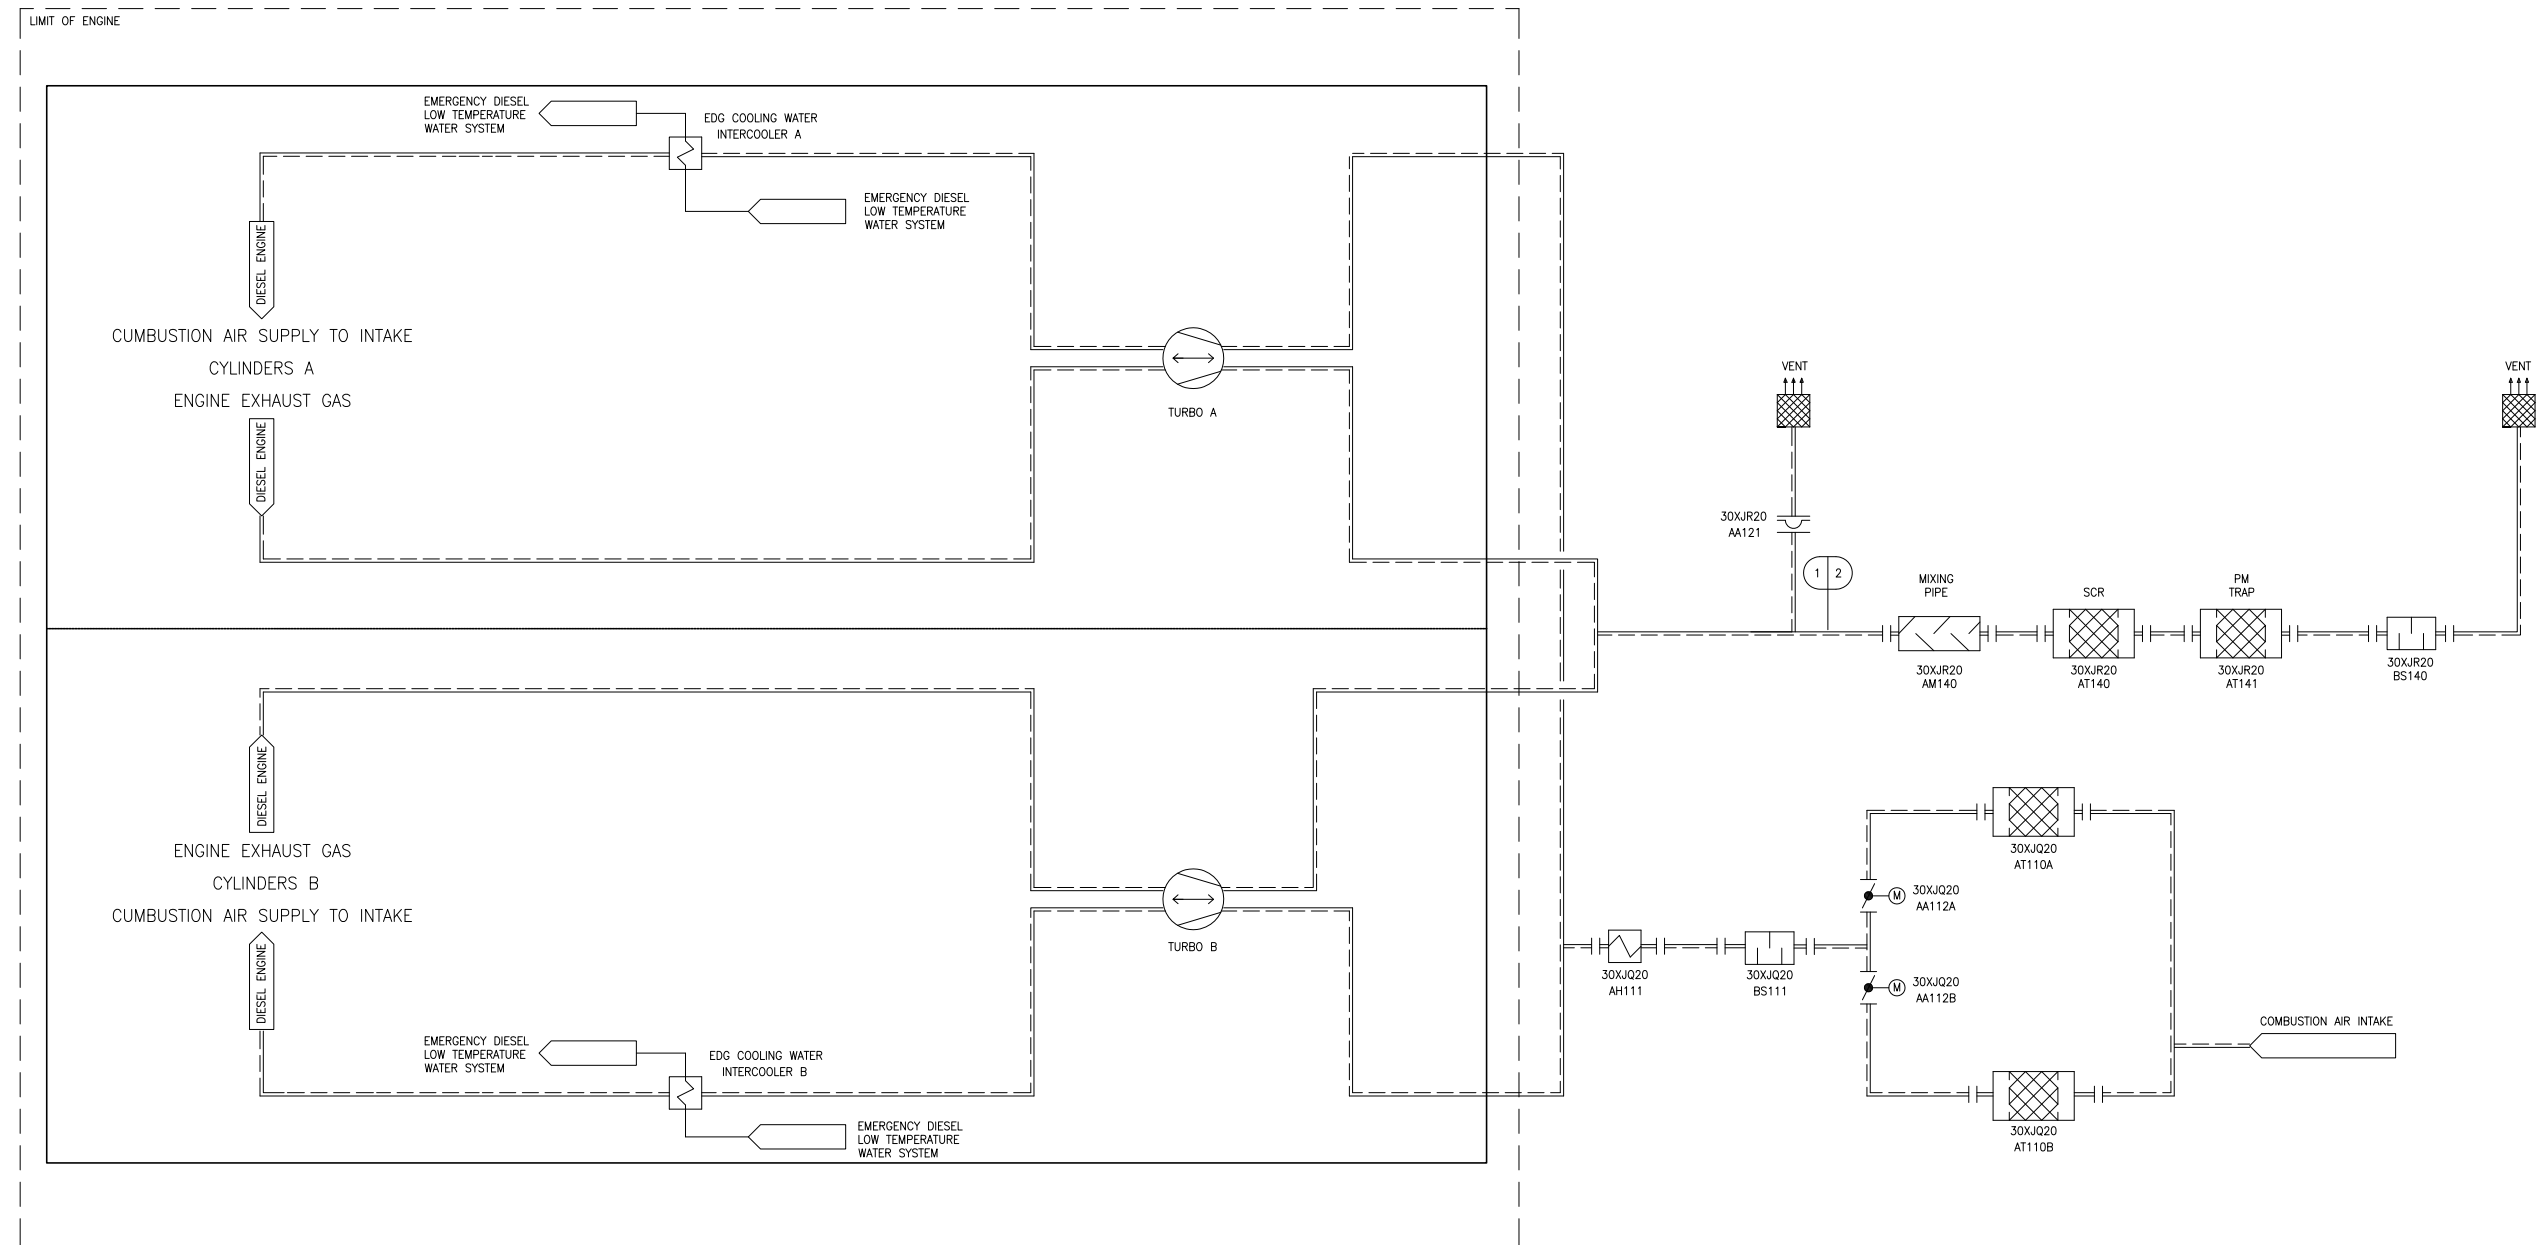 LIMIT OF ENGINE
EMERGENCY DIESEL
LOW TEMPERATURE
WATER SYSTEM
EDG COOLING WATER
INTERCOOLER A
EMERGENCY DIESEL
LOW TEMPERATURE
WATER SYSTEM
DIESEL ENGINE
CUMBUSTION AIR SUPPLY TO INTAKE
CYLINDERS A
ENGINE EXHAUST GAS
DIESEL ENGINE
TURBO A
VENT
VENT
30XJR20
AA121
1 2
MIXING
PIPE
SCR
PM
TRAP
30XJR20
AM140
30XJR20
AT140
30XJR20
AT141
30XJR20
BS140
DIESEL ENGINE
ENGINE EXHAUST GAS
CYLINDERS B
CUMBUSTION AIR SUPPLY TO INTAKE
DIESEL ENGINE
TURBO B
30XJQ20
AT110A
M
30XJQ20
AA112A
30XJQ20
AH111
30XJQ20
BS111
M
30XJQ20
AA112B
COMBUSTION AIR INTAKE
30XJQ20
AT110B
EMERGENCY DIESEL
LOW TEMPERATURE
WATER SYSTEM
EDG COOLING WATER
INTERCOOLER B
EMERGENCY DIESEL
LOW TEMPERATURE
WATER SYSTEM